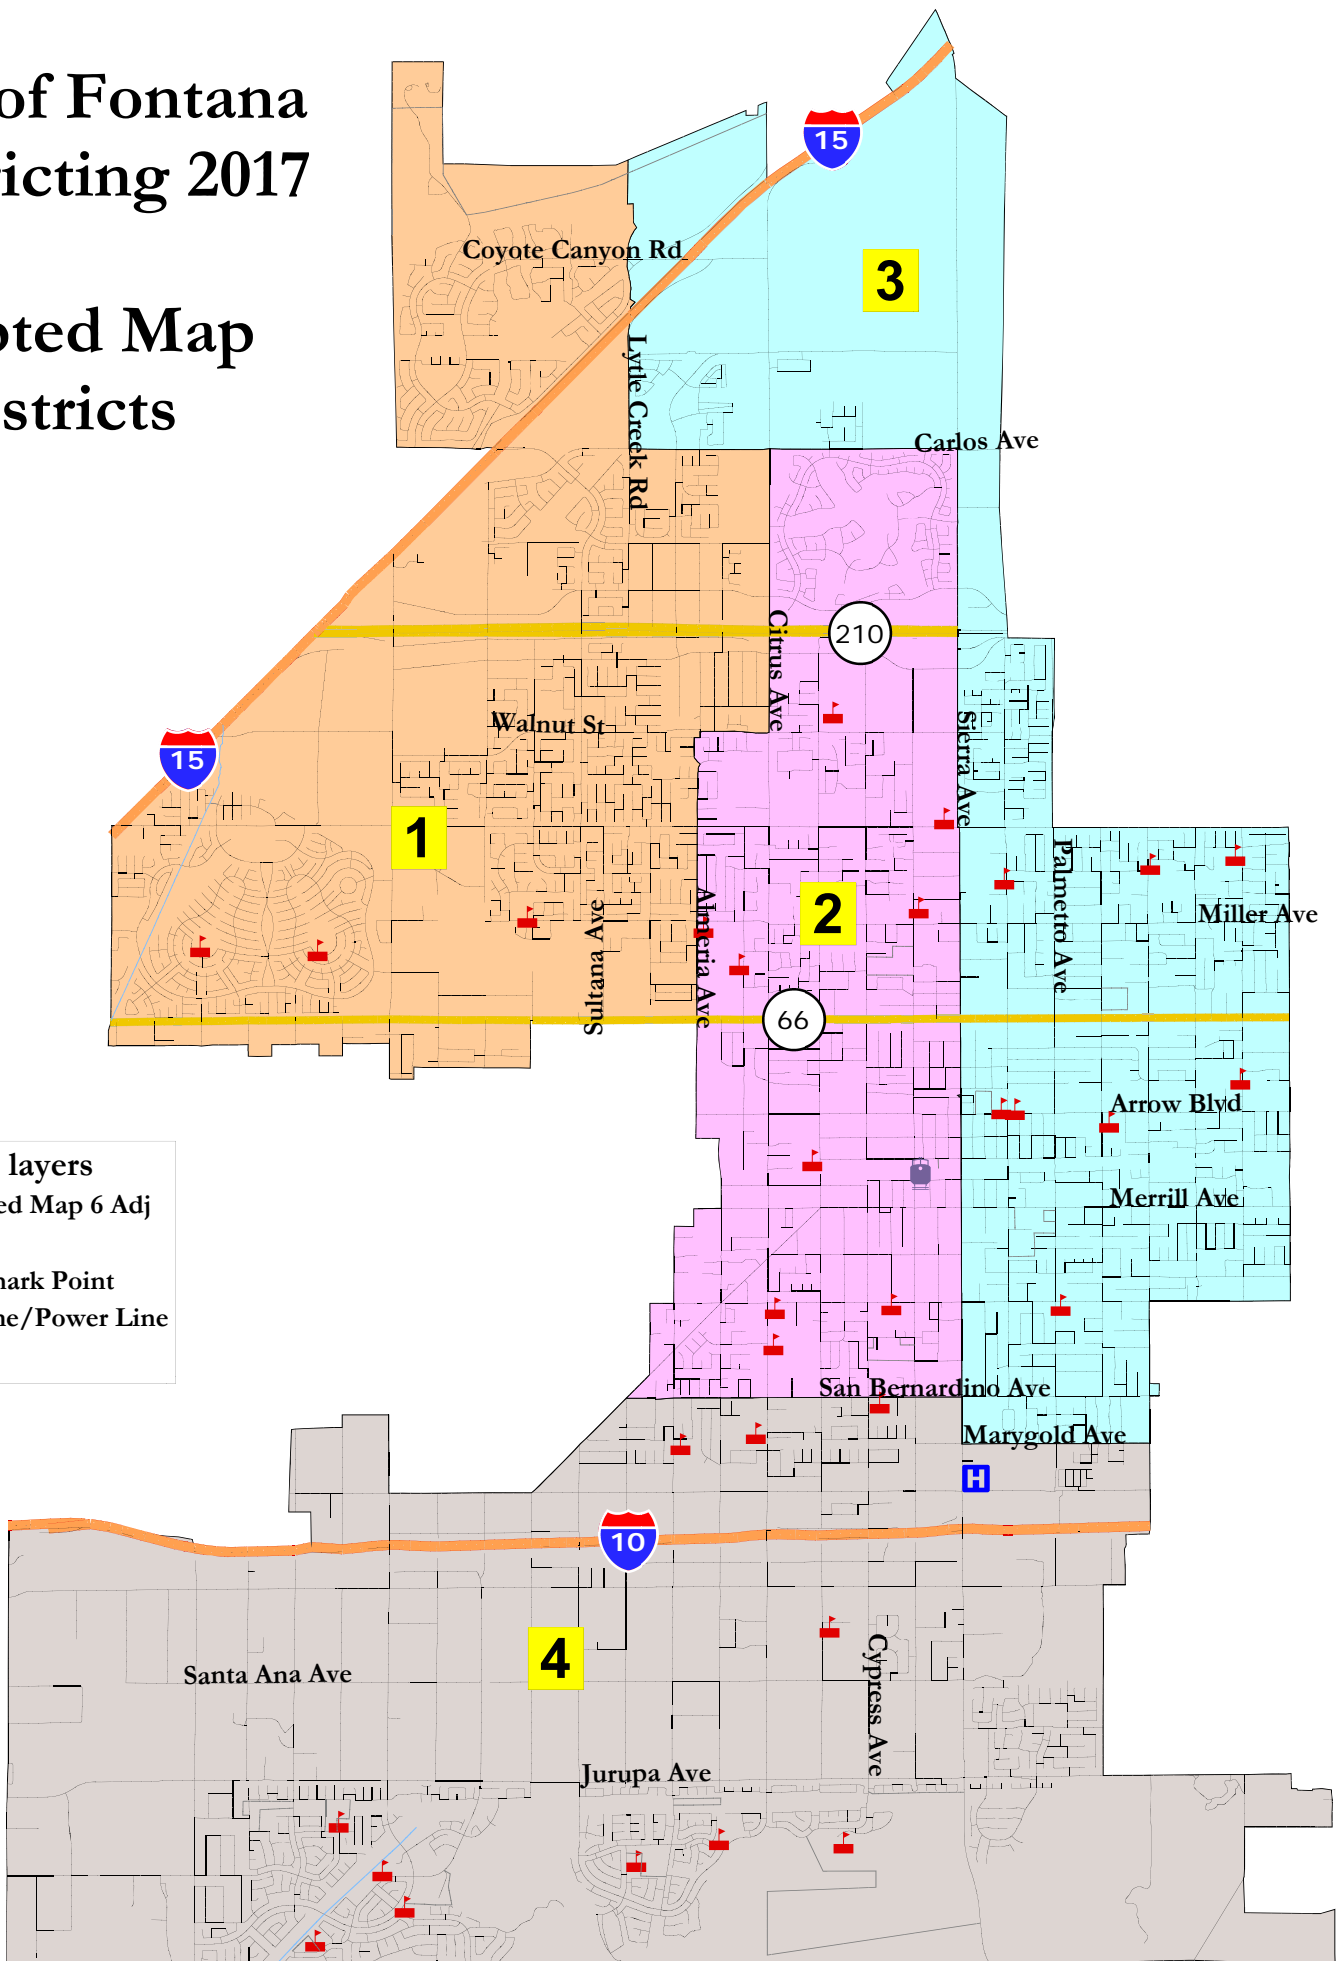 of Fontana
icting 2017
ted Map
stricts
15
3
Coyote Canyon Rd
Lytle Creek Rd
Carlos Ave
210
Citrus Ave
Walnut St
Sierra Ave
15
1
2
Palmetto Ave
Miller Ave
Almeria Ave
Sultana Ave
66
Arrow Blvd
layers
ed Map 6 Adj
Merrill Ave
ark Point
e/Power Line
San Bernardino Ave
Marygold Ave
H
10
4
Cypress Ave
Santa Ana Ave
Jurupa Ave